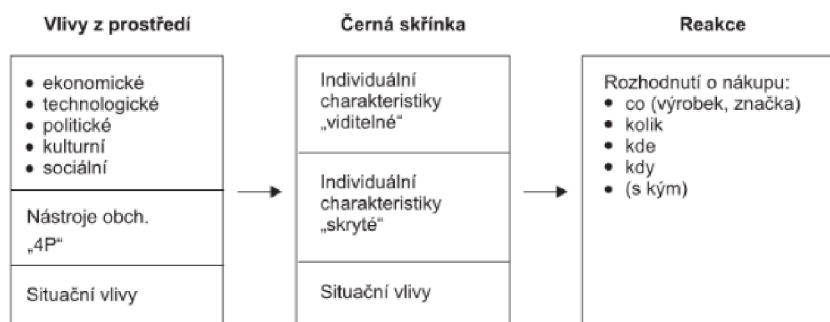 Vlivy z prostředí
• ekonomické
• technologické
• politické
• kulturní
• sociální
Nástroje obch.
„4P“
Situační vlivy
Černá skřínka
Individuální
charakteristiky
„viditelné“
Individuální
charakteristiky
„skryté“
Situační vlivy
Reakce
Rozhodnutí o nákupu:
• co (výrobek, značka)
• kolik
• kde
• kdy
• (s kým)